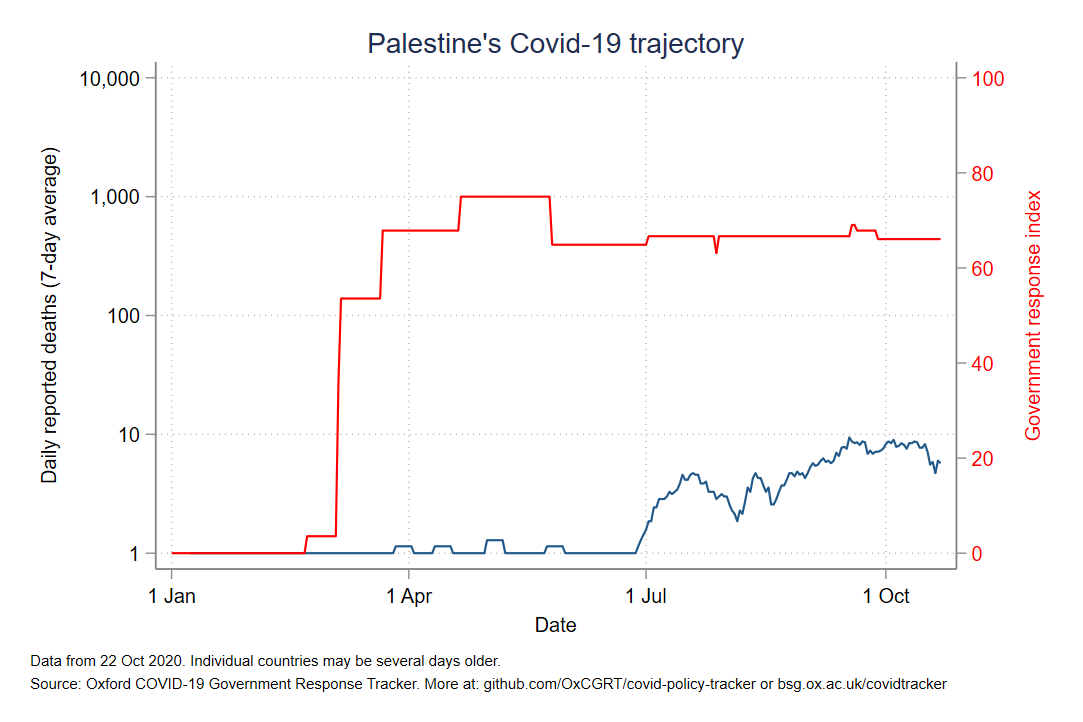 Palestine's Covid-19 trajectory
Daily reported deaths (7-day average)
10,000
1,000
100
10
1
100
80
60
40
20
0
Government response index
1 Jan
1 Apr
1 Jul
1 Oct
Date
Data from 22 Oct 2020. Individual countries may be several days older.
Source: Oxford COVID-19 Government Response Tracker. More at: github.com/OxCGRT/covid-policy-tracker or bsg.ox.ac.uk/covidtracker